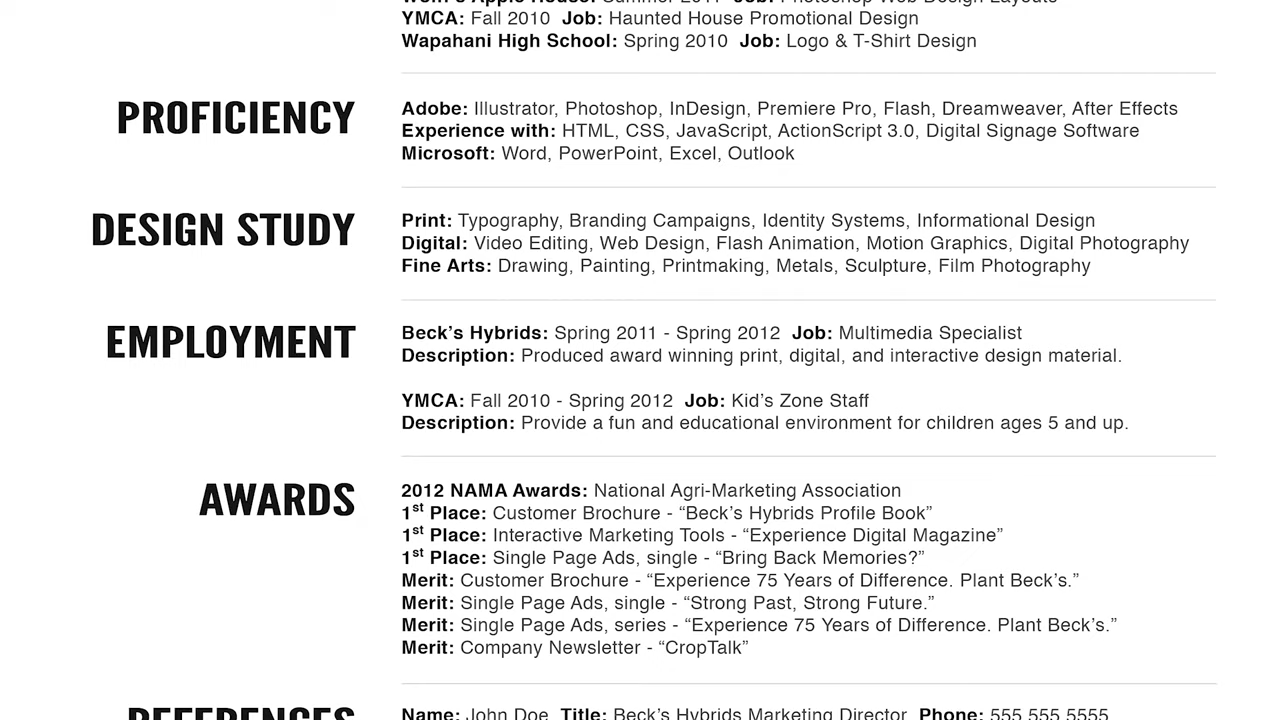 Apple House: Summer 2011 Job: Photoshop Web Design Layouts
YMCA: Fall 2010 Job: Haunted House Promotional Design
Wapahani High School: Spring 2010 Job: Logo & T-Shirt Design
PROFICIENCY
Adobe: Illustrator, Photoshop, InDesign, Premiere Pro, Flash, Dreamweaver, After Effects
Experience with: HTML, CSS, JavaScript, ActionScript 3.0, Digital Signage Software
Microsoft: Word, PowerPoint, Excel, Outlook
DESIGN STUDY
Print: Typography, Branding Campaigns, Identity Systems, Informational Design
Digital: Video Editing, Web Design, Flash Animation, Motion Graphics, Digital Photography
Fine Arts: Drawing, Painting, Printmaking, Metals, Sculpture, Film Photography
EMPLOYMENT
Beck’s Hybrids: Spring 2011 - Spring 2012 Job: Multimedia Specialist
Description: Produced award winning print, digital, and interactive design material.
YMCA: Fall 2010 - Spring 2012 Job: Kid’s Zone Staff
Description: Provide a fun and educational environment for children ages 5 and up.
AWARDS
2012 NAMA Awards: National Agri-Marketing Association
1st Place: Customer Brochure - “Beck’s Hybrids Profile Book”
1st Place: Interactive Marketing Tools - “Experience Digital Magazine”
1st Place: Single Page Ads, single - “Bring Back Memories?”
Merit: Customer Brochure - “Experience 75 Years of Difference. Plant Beck’s.”
Merit: Single Page Ads, single - “Strong Past, Strong Future.”
Merit: Single Page Ads, series - “Experience 75 Years of Difference. Plant Beck’s.”
Merit: Company Newsletter - “CropTalk”
REFERENCES
Name: John Doe Title: Beck’s Hybrids Marketing Director Phone: 555.555.5555